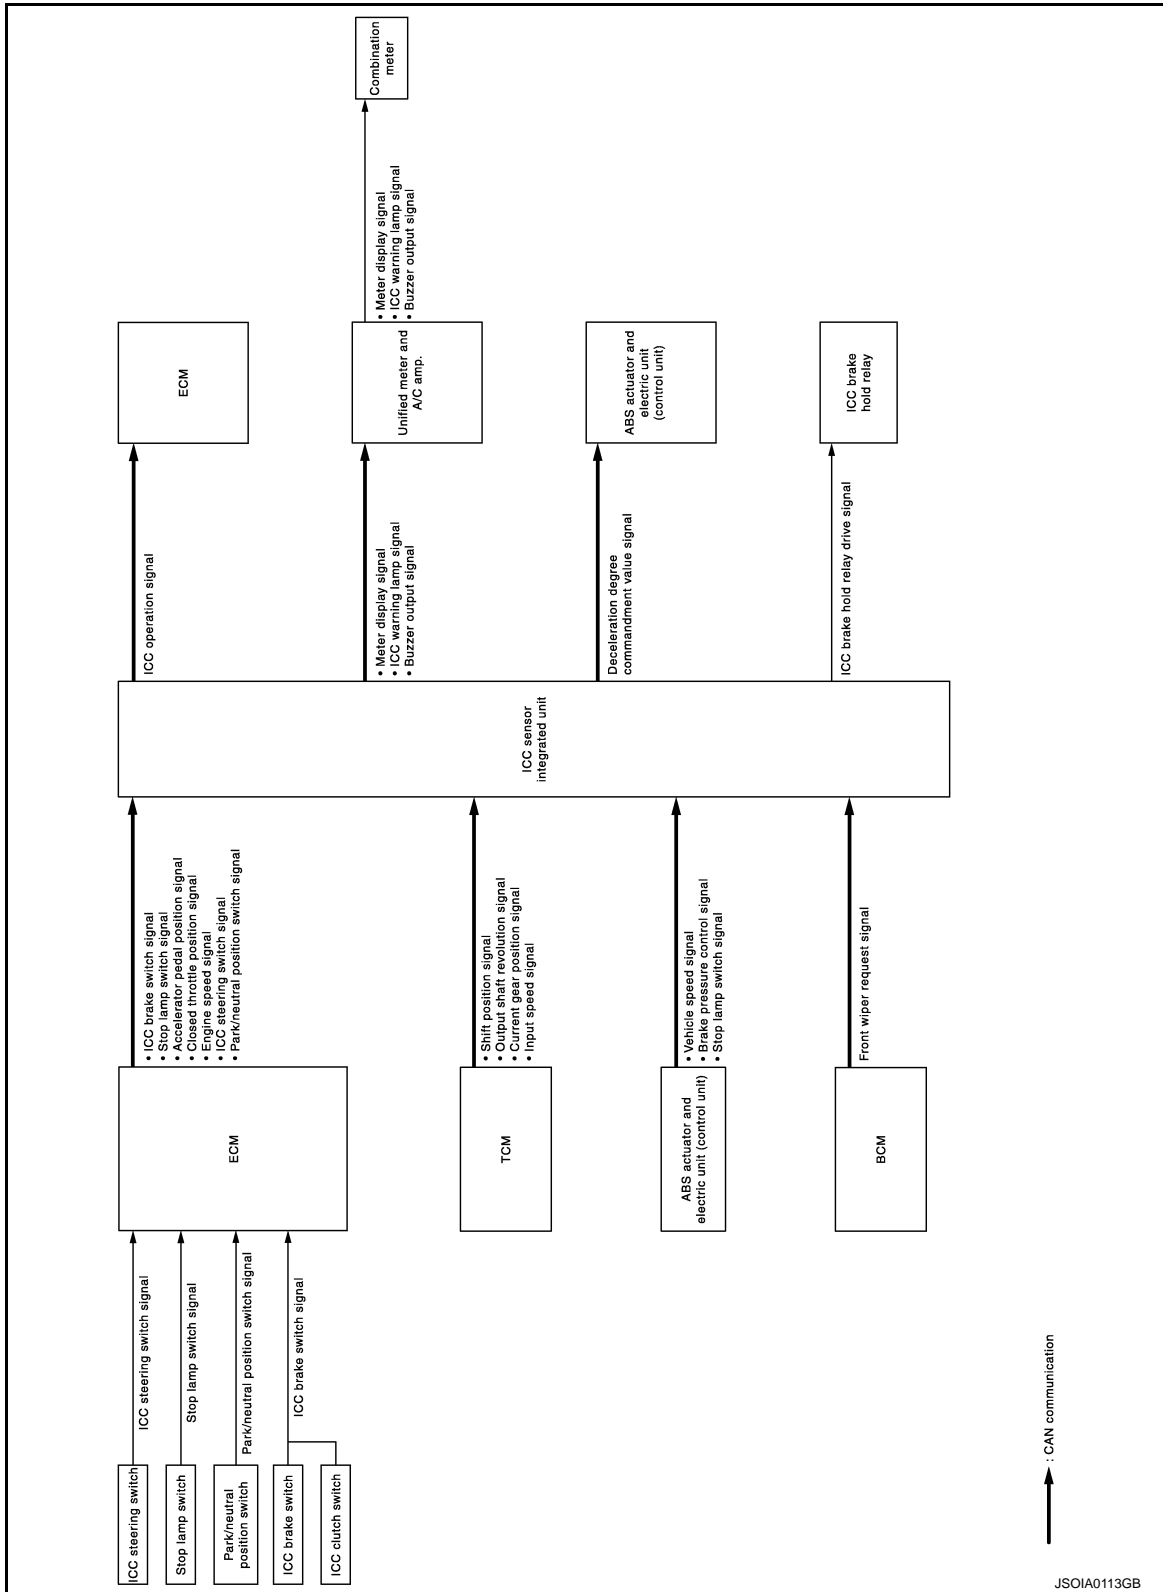 ICC steering switch
Stop lamp switch
Park/neutral
position switch
ICC brake switch
ICC clutch switch
ICC steering switch signal
Stop lamp switch signal
Park/neutral position switch signal
ICC brake switch signal
ECM
• ICC brake switch signal
• Stop lamp switch signal
• Accelerator pedal position signal
• Closed throttle position signal
• Engine speed signal
• ICC steering switch signal
• Park/neutral position switch signal
TCM
• Shift position signal
• Output shaft revolution signal
• Current gear position signal
• Input speed signal
ABS actuator and
electric unit (control unit)
• Vehicle speed signal
• Brake pressure control signal
• Stop lamp switch signal
BCM
Front wiper request signal
ICC sensor
integrated unit
ICC operation signal
ECM
• Meter display signal
• ICC warning lamp signal
• Buzzer output signal
Unified meter and
A/C amp.
• Meter display signal
• ICC warning lamp signal
• Buzzer output signal
Combination
meter
Deceleration degree
commandment value signal
ABS actuator and
electric unit
(control unit)
ICC brake hold relay drive signal
ICC brake
hold relay
: CAN communication
JSOIA0113GB